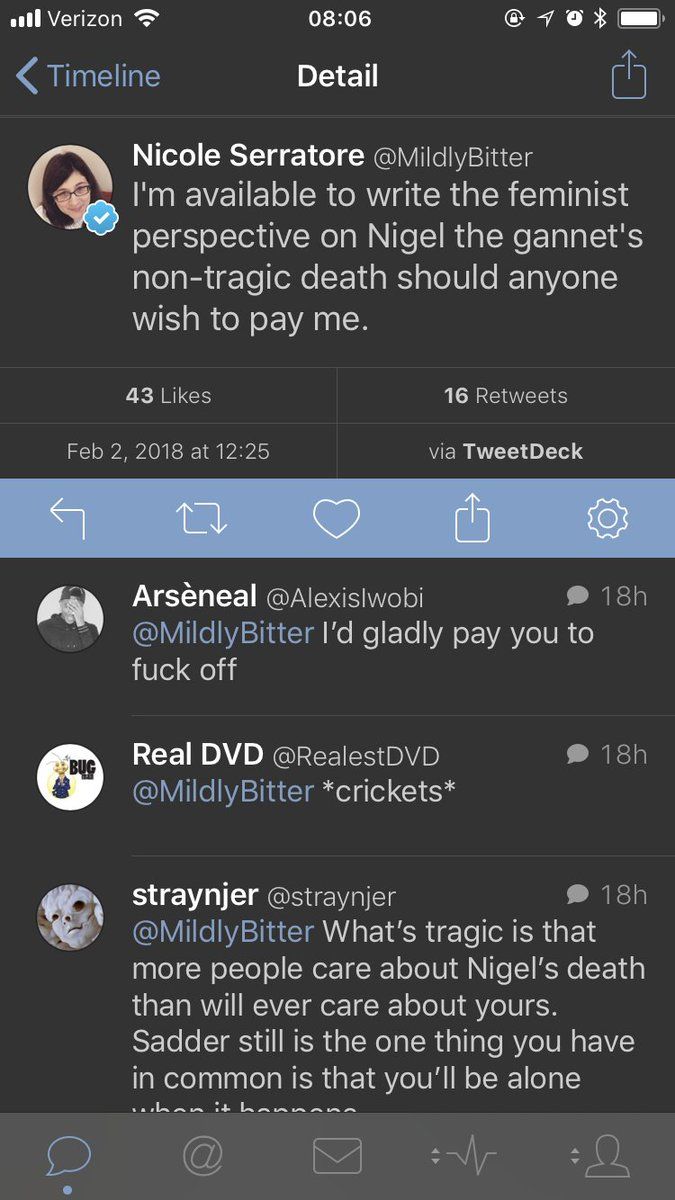 Verizon 08:06
Timeline Detail
Nicole Serratore @MildlyBitter
I'm available to write the feminist
perspective on Nigel the gannet's
non-tragic death should anyone
wish to pay me.
43 Likes 16 Retweets
Feb 2, 2018 at 12:25 via TweetDeck
Arsèneal @AlexisIwobi 18h
@MildlyBitter I’d gladly pay you to
fuck off
BUG
Real DVD @RealestDVD 18h
@MildlyBitter *crickets*
straynjer @straynjer 18h
@MildlyBitter What’s tragic is that
more people care about Nigel’s death
than will ever care about yours.
Sadder still is the one thing you have
in common is that you’ll be alone
when it happens.
@